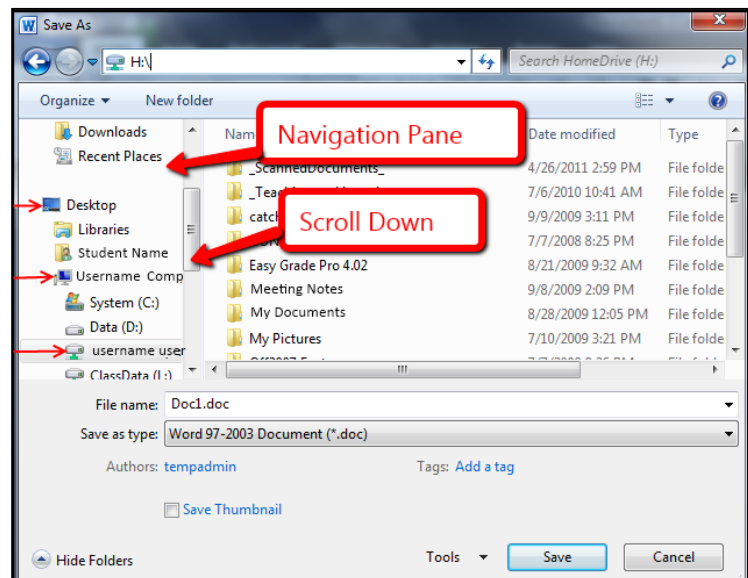 Save As
H:\
Search HomeDrive (H:)
Organize
New folder
Downloads
Recent Places
Desktop
Libraries
Student Name
Username Comp
System (C:)
Data (D:)
username user
ClassData (I:)
Navigation Pane
Scroll Down
Date modified
Type
_ScannedDocuments_ 4/26/2011 2:59 PM File folde
7/6/2010 10:41 AM File folde
9/9/2009 3:11 PM File folde
7/7/2008 8:25 PM File folde
Easy Grade Pro 4.02 8/21/2009 9:32 AM File folde
Meeting Notes 9/8/2009 2:09 PM File folde
My Documents 8/28/2009 12:05 PM File folde
My Pictures 7/10/2009 3:21 PM File folde
File name: Doc1.doc
Save as type: Word 97-2003 Document (*.doc)
Authors: tempadmin Tags: Add a tag
Save Thumbnail
Hide Folders
Tools
Save
Cancel